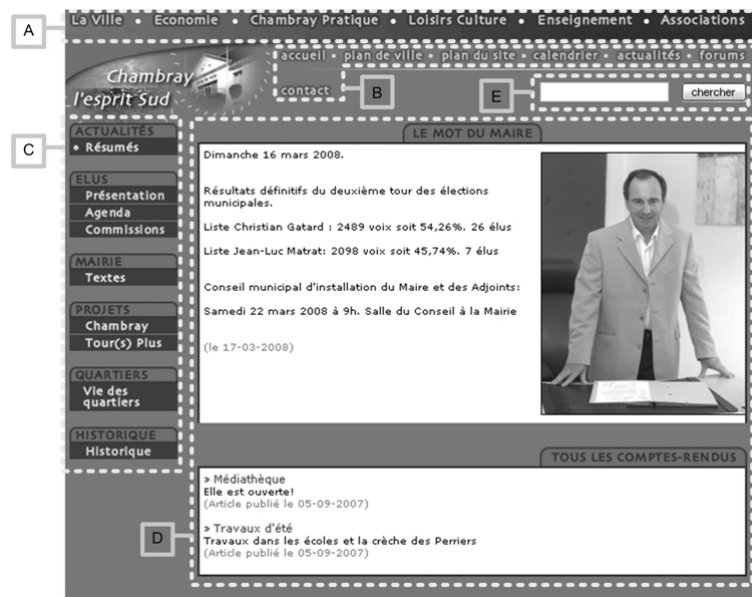 A
La Ville • Economie • Chambray Pratique • Loisirs Culture • Enseignement • Associations
accueil • plan de ville • plan du site • calendrier • actualités • forums
contact
B
E
chercher
Chambray
l'esprit Sud
C
ACTUALITÉS
• Résumés
ELUS
Présentation
Agenda
Commissions
MAIRIE
Textes
PROJETS
Chambray
Tour(s) Plus
QUARTIERS
Vie des
quartiers
HISTORIQUE
Historique
LE MOT DU MAIRE
Dimanche 16 mars 2008.
Résultats définitifs du deuxième tour des élections
municipales.
Liste Christian Gatard : 2489 voix soit 54,26%. 26 élus
Liste Jean-Luc Matrat: 2098 voix soit 45,74%. 7 élus
Conseil municipal d'installation du Maire et des Adjoints:
Samedi 22 mars 2008 à 9h. Salle du Conseil à la Mairie
(le 17-03-2008)
TOUS LES COMPTES-RENDUS
D
» Médiathèque
Elle est ouverte!
(Article publié le 05-09-2007)
» Travaux d'été
Travaux dans les écoles et la crèche des Perriers
(Article publié le 05-09-2007)